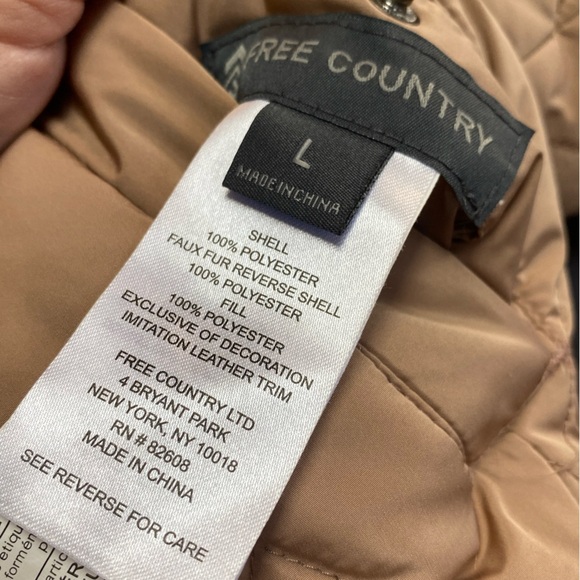 FREE COUNTRY
L
MADE IN CHINA
SHELL
100% POLYESTER
FAUX FUR REVERSE SHELL
100% POLYESTER
FILL
100% POLYESTER
EXCLUSIVE OF DECORATION
IMITATION LEATHER TRIM
FREE COUNTRY LTD
4 BRYANT PARK
NEW YORK, NY 10018
RN # 82608
MADE IN CHINA
SEE REVERSE FOR CARE